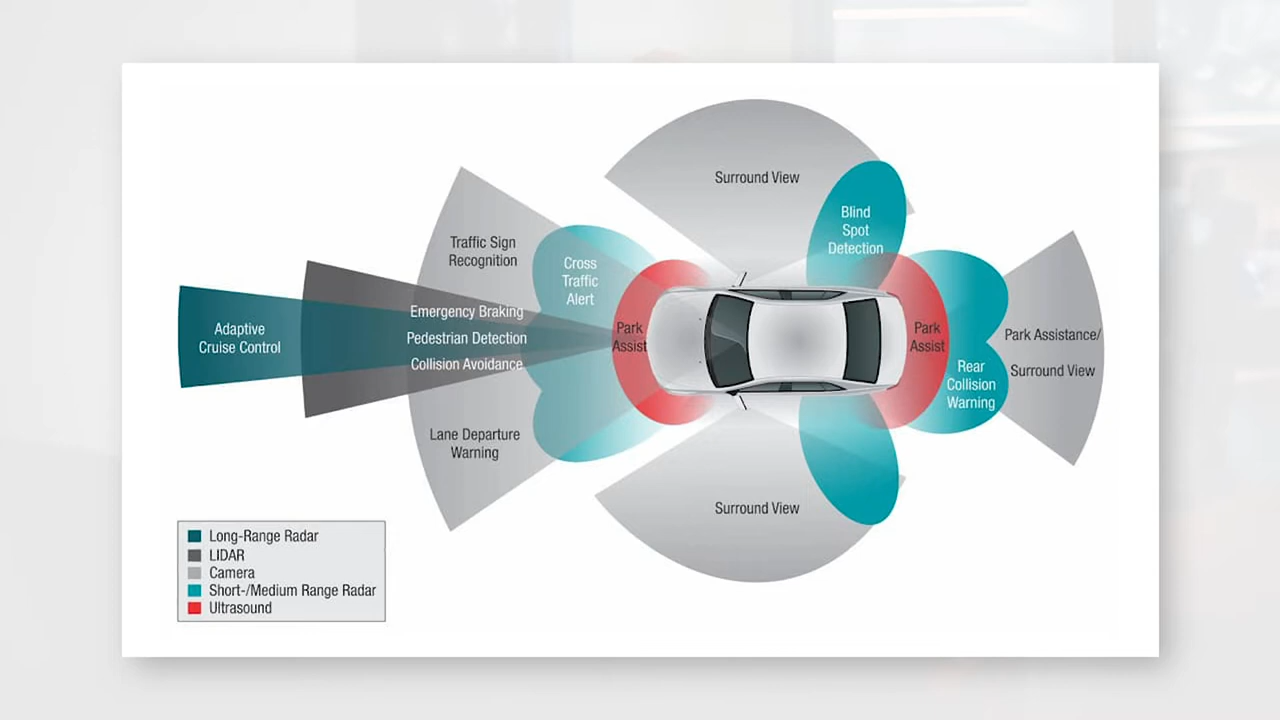 Surround View
Blind
Spot
Detection
Traffic Sign
Recognition
Cross
Traffic
Alert
Emergency Braking
Adaptive
Cruise Control
Pedestrian Detection
Collision Avoidance
Park
Assist
Park
Assist
Park Assistance/
Surround View
Rear
Collision
Warning
Lane Departure
Warning
Surround View
Long-Range Radar
LIDAR
Camera
Short-/Medium Range Radar
Ultrasound